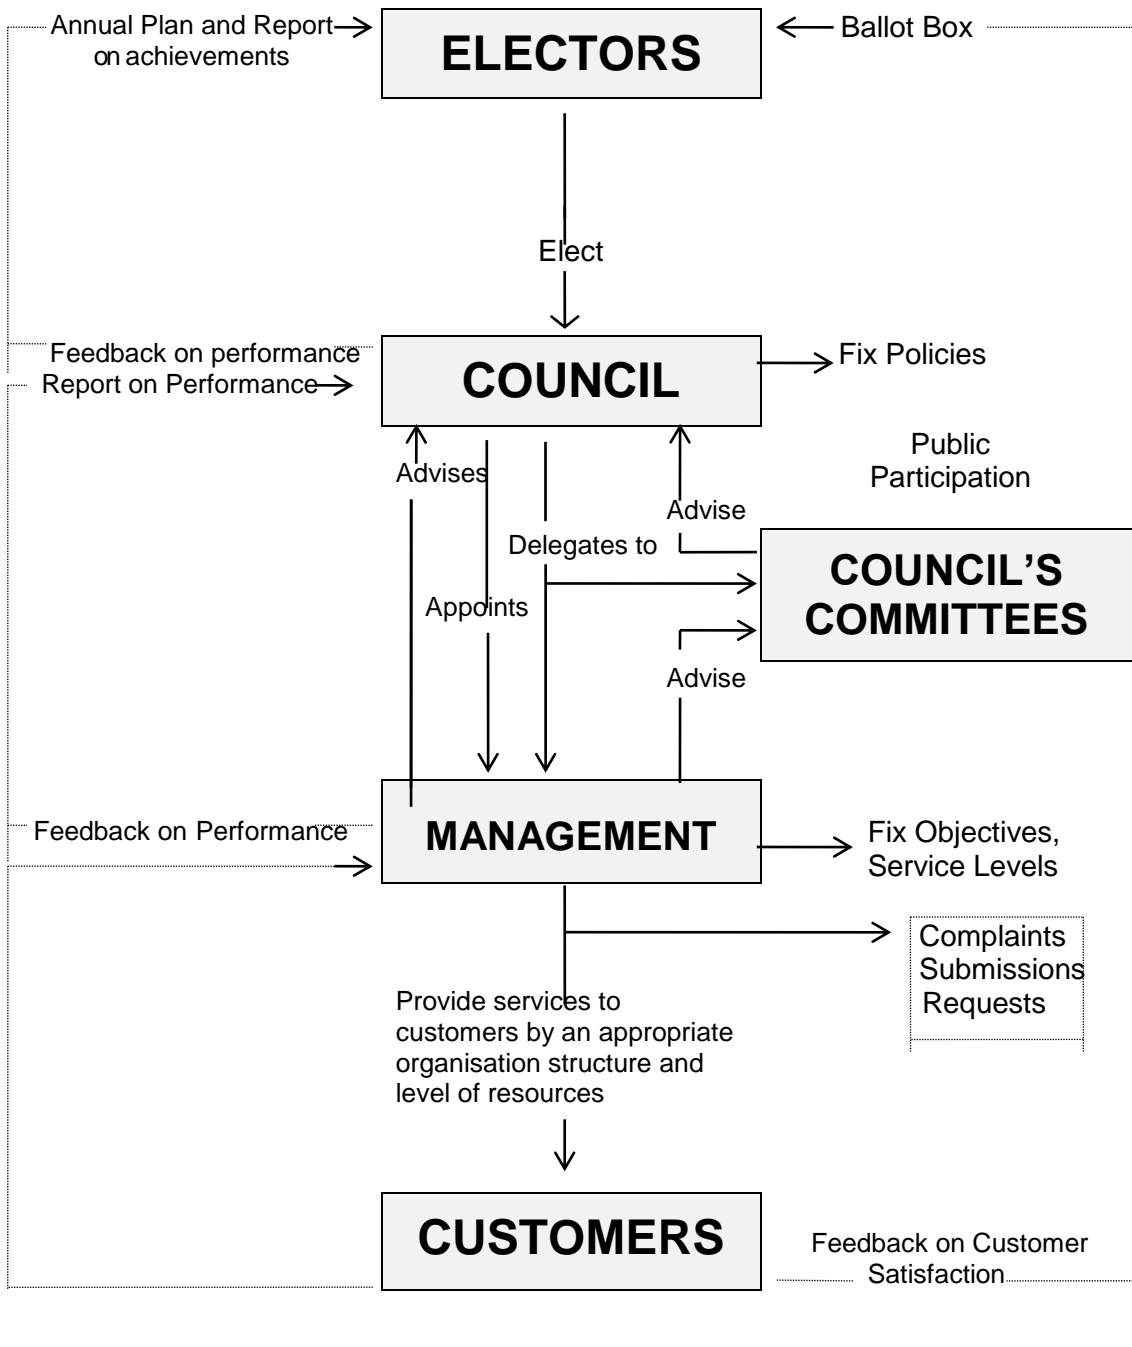 Annual Plan and Report
on achievements
ELECTORS
Ballot Box
Elect
Feedback on performance
Report on Performance
COUNCIL
Fix Policies
Public
Participation
Advises
Advise
Delegates to
COUNCIL’S
COMMITTEES
Appoints
Advise
Feedback on Performance
MANAGEMENT
Fix Objectives,
Service Levels
Complaints
Submissions
Requests
Provide services to
customers by an appropriate
organisation structure and
level of resources
CUSTOMERS
Feedback on Customer
Satisfaction